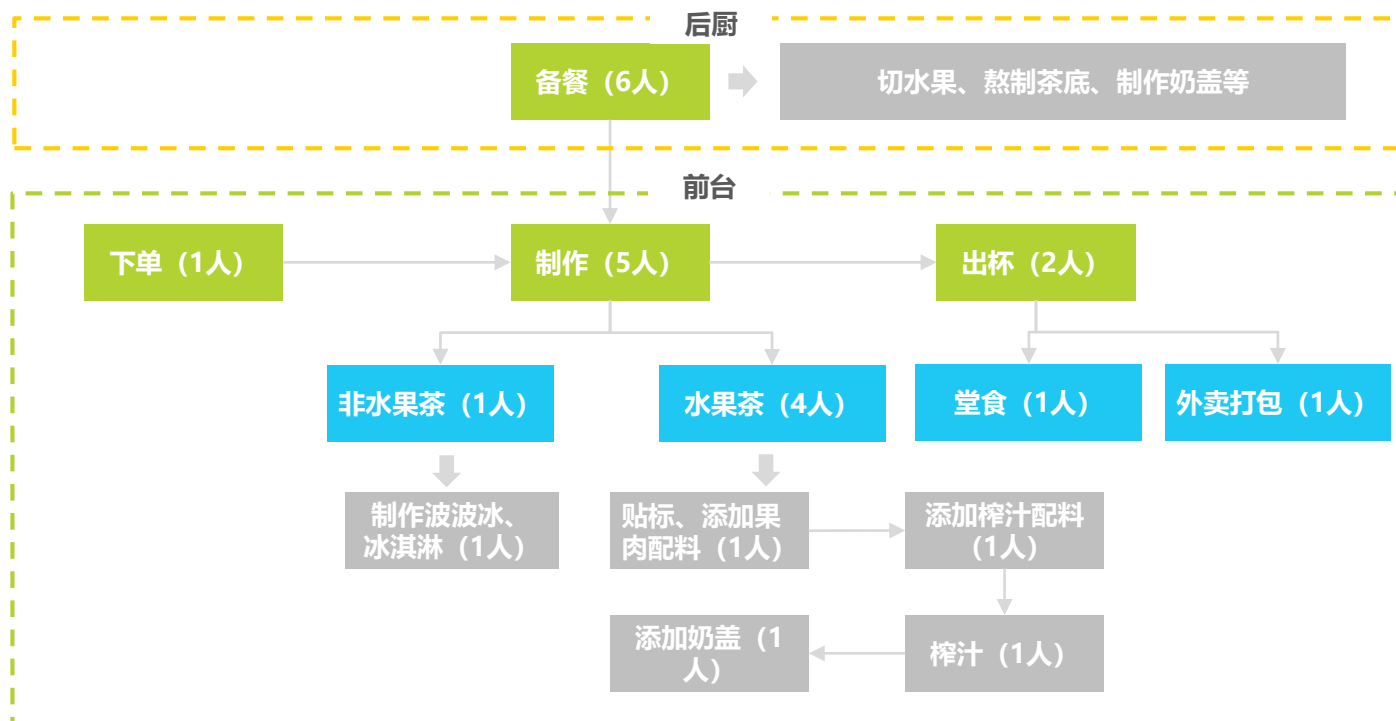 后厨
备餐（6人）
切水果、熬制茶底、制作奶盖等
前台
下单（1人）
制作（5人）
出杯（2人）
非水果茶（1人）
水果茶（4人）
堂食（1人）
外卖打包（1人）
制作波波冰、
冰淇淋（1人）
贴标、添加果
肉配料（1人）
添加榨汁配料
（1人）
添加奶盖（1
人）
榨汁（1人）